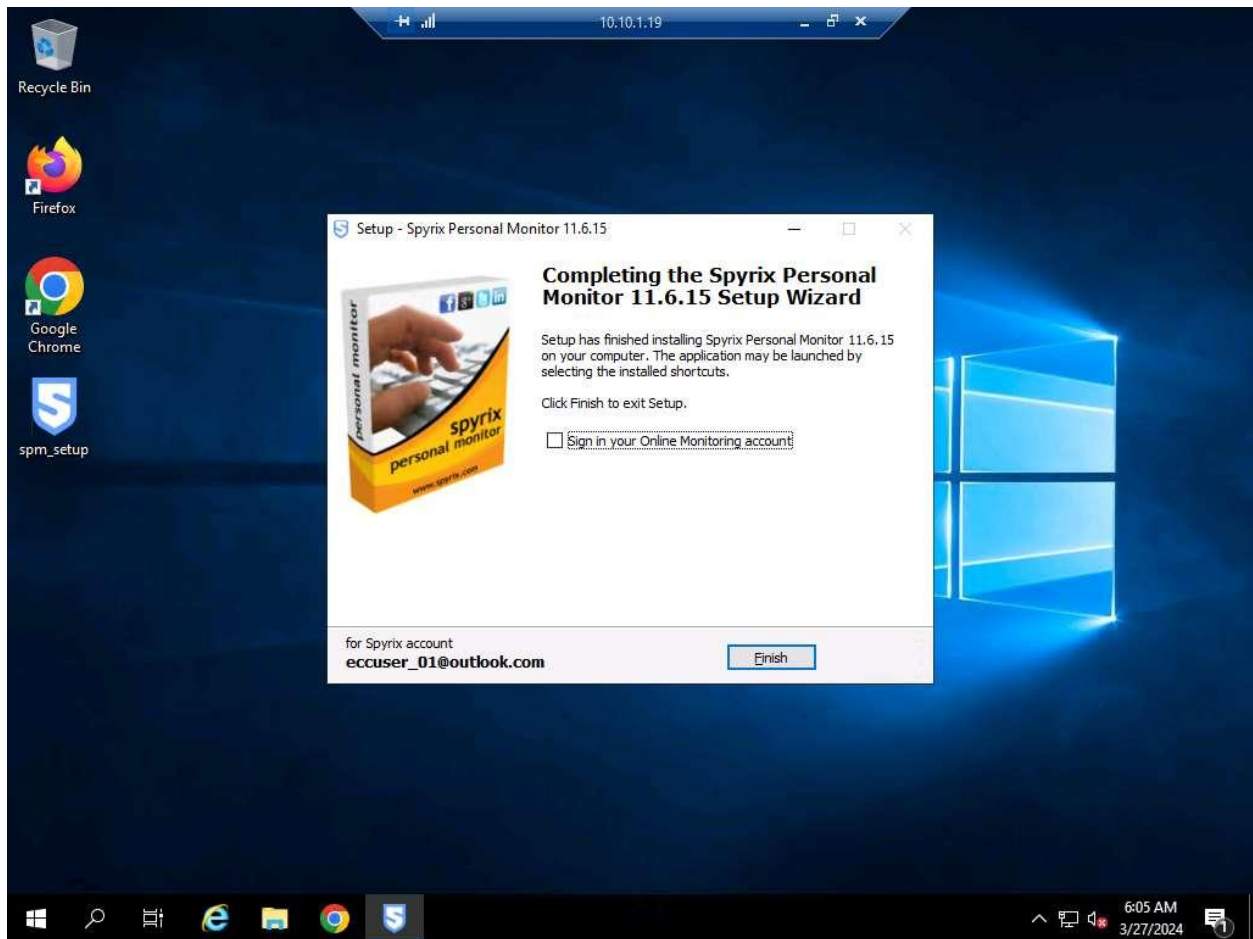 10.10.1.19
Recycle Bin
Firefox
Google
Chrome
spm_setup
Setup - Spyrix Personal Monitor 11.6.15
personal monitor
spyrix
personal monitor
www.spyrix.com
Completing the Spyrix Personal
Monitor 11.6.15 Setup Wizard
Setup has finished installing Spyrix Personal Monitor 11.6.15
on your computer. The application may be launched by
selecting the installed shortcuts.
Click Finish to exit Setup.
Sign in your Online Monitoring account
for Spyrix account
eccuser_01@outlook.com
Finish
6:05 AM
3/27/2024
1